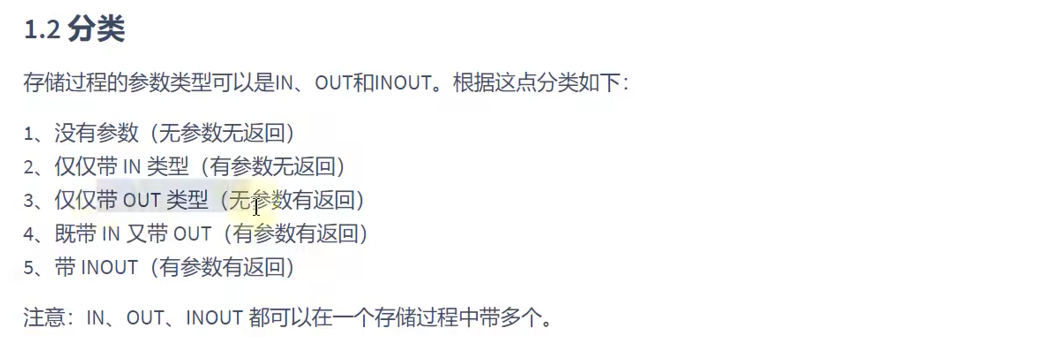 1.2 分类
存储过程的参数类型可以是IN、OUT和INOUT。根据这点分类如下：
1、没有参数（无参数无返回）
2、仅仅带 IN 类型（有参数无返回）
3、仅仅带 OUT 类型（无参数有返回）
4、既带 IN 又带 OUT（有参数有返回）
5、带 INOUT（有参数有返回）
注意：IN、OUT、INOUT 都可以在一个存储过程中带多个。